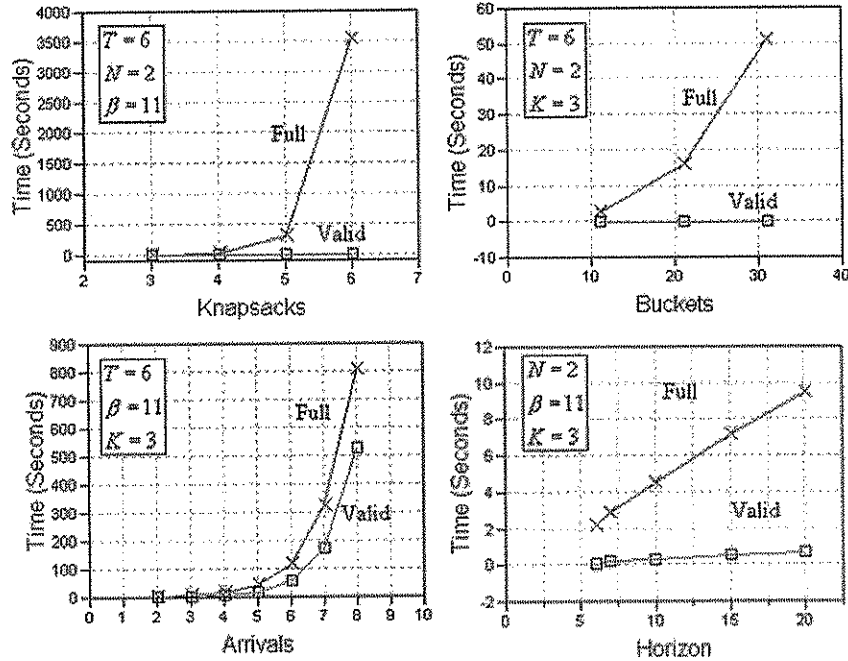 4000
3500
3000
2500
2000
1500
1000
500
0
Time (Seconds)
T = 6
N = 2
β = 11
Full
Valid
2
3
4
5
6
7
Knapsacks
60
50
40
30
20
10
0
-10
Time (Seconds)
T = 6
N = 2
K = 3
Full
Valid
0
10
20
30
40
Buckets
900
800
700
600
500
400
300
200
100
0
Time (Seconds)
T = 6
β = 11
K = 3
Full
Valid
0
1
2
3
4
5
6
7
8
9
10
Arrivals
12
10
8
6
4
2
0
-2
Time (Seconds)
N = 2
β = 11
K = 3
Full
Valid
0
5
10
15
20
Horizon